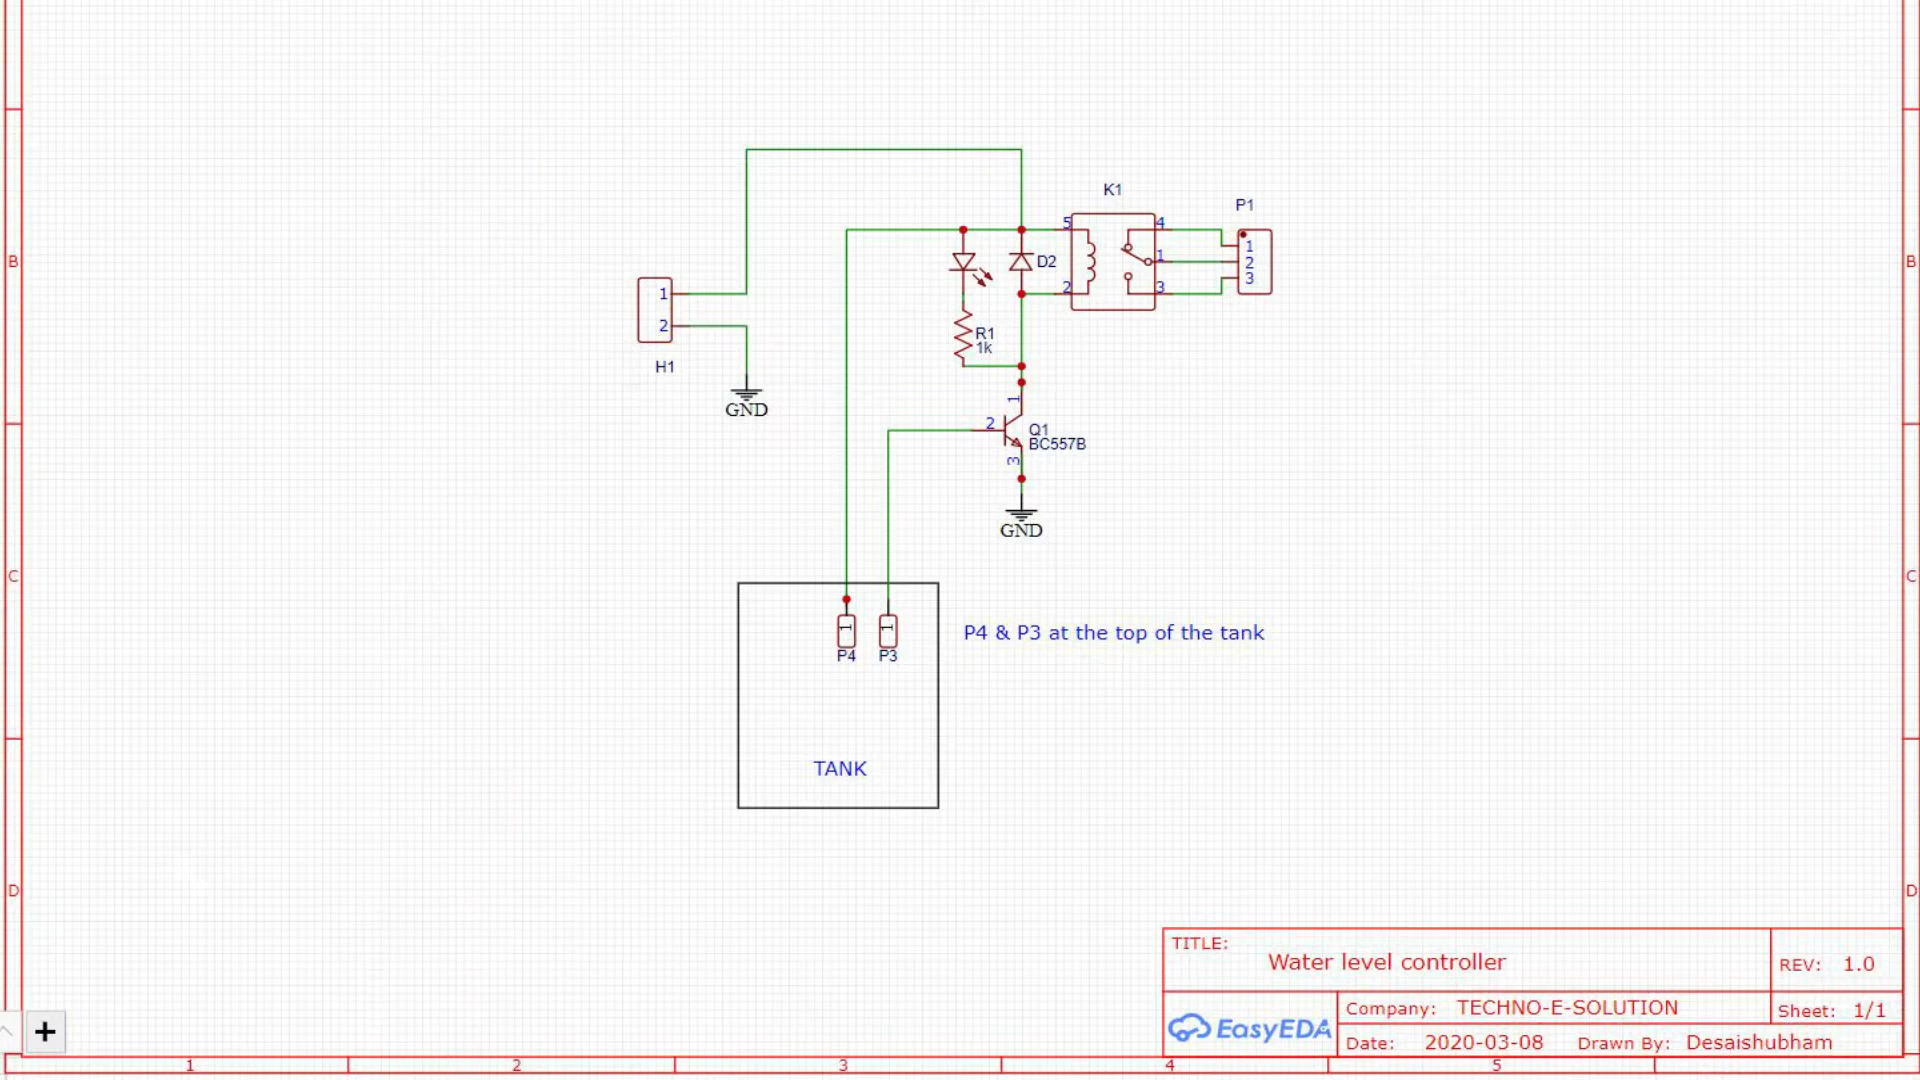 K1
P1
5
4
1
1
2
D2
B
B
3
2
3
1
2
R1
1k
H1
1
GND
2
Q1
BC557B
3
GND
C
C
1
1
P4
P3
P4 & P3 at the top of the tank
TANK
D
D
TITLE:
Water level controller
REV: 1.0
EasyEDA
Company: TECHNO-E-SOLUTION
Sheet: 1/1
Date: 2020-03-08
Drawn By: Desaishubham
+
1
2
3
4
5